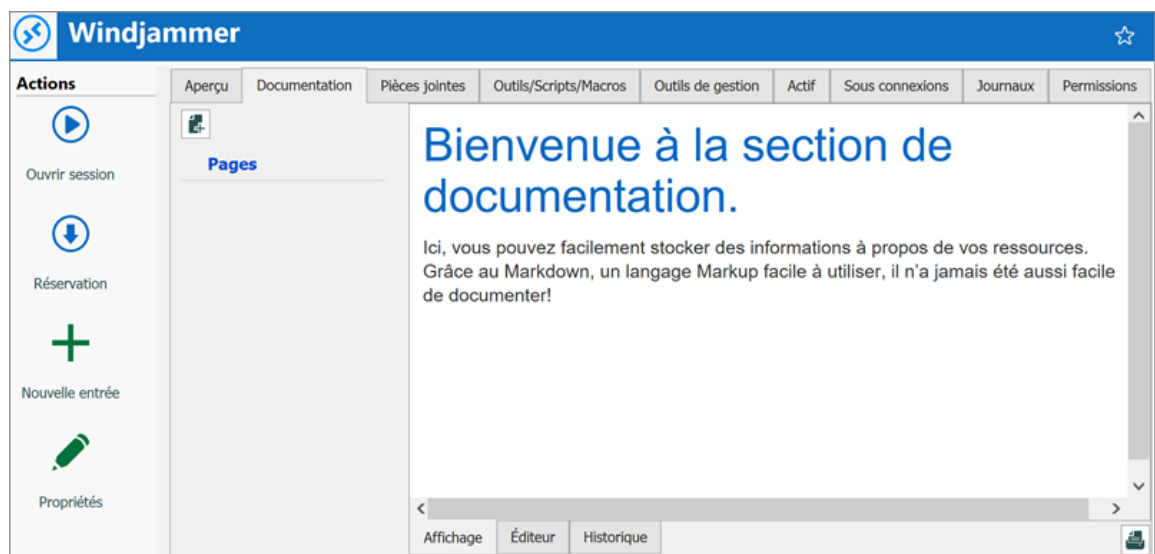 Windjammer
Actions
Ouvrir session
Réservation
Nouvelle entrée
Propriétés
Aperçu Documentation Pièces jointes Outils/Scripts/Macros Outils de gestion Actif Sous connexions Journaux Permissions
Pages
Bienvenue à la section de
documentation.
Ici, vous pouvez facilement stocker des informations à propos de vos ressources.
Grâce au Markdown, un langage Markup facile à utiliser, il n'a jamais été aussi facile
de documenter!
Affichage Éditeur Historique